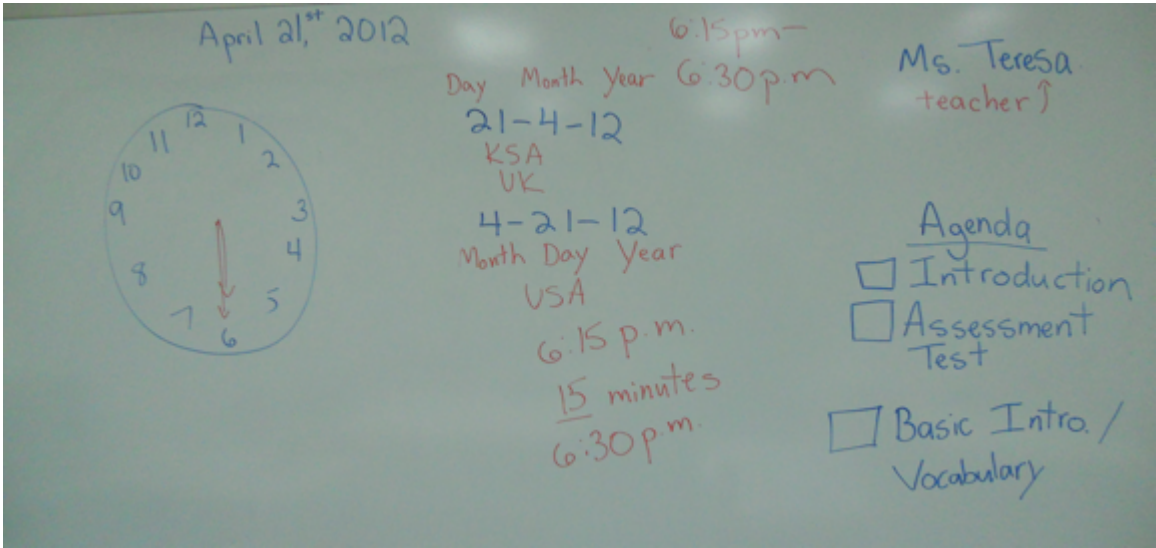 April 21,st 2012
12
11
1
10
2
9
3
4
8
5
7
6
6:15pm-
6:30p.m
Day Month Year
21-4-12
KSA
UK
4-21-12
Month Day Year
USA
6:15 p.m.
15 minutes
6:30p.m.
Ms. Teresa
teacher↑
Agenda
Introduction
Assessment
Test
Basic Intro. /
Vocabulary